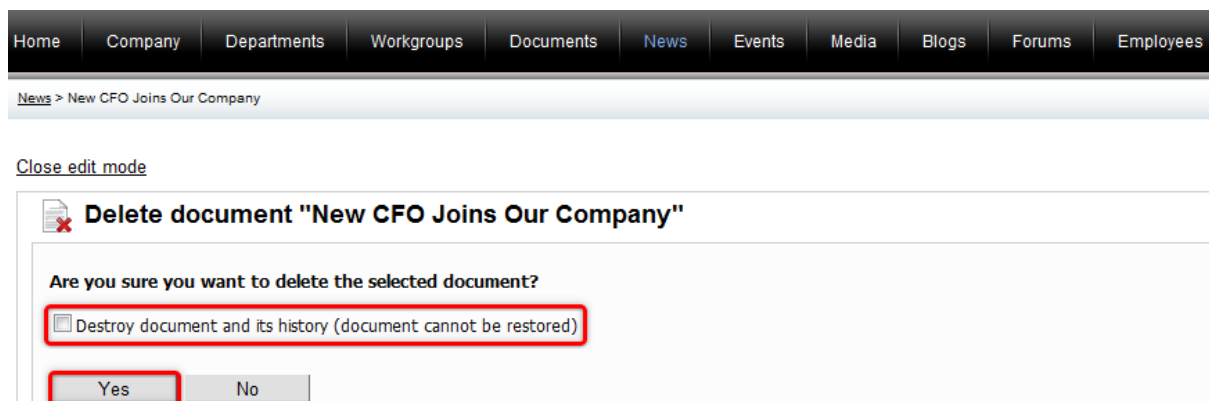 Home Company Departments Workgroups Documents News Events Media Blogs Forums Employees
News > New CFO Joins Our Company
Close edit mode
Delete document "New CFO Joins Our Company"
Are you sure you want to delete the selected document?
Destroy document and its history (document cannot be restored)
Yes No